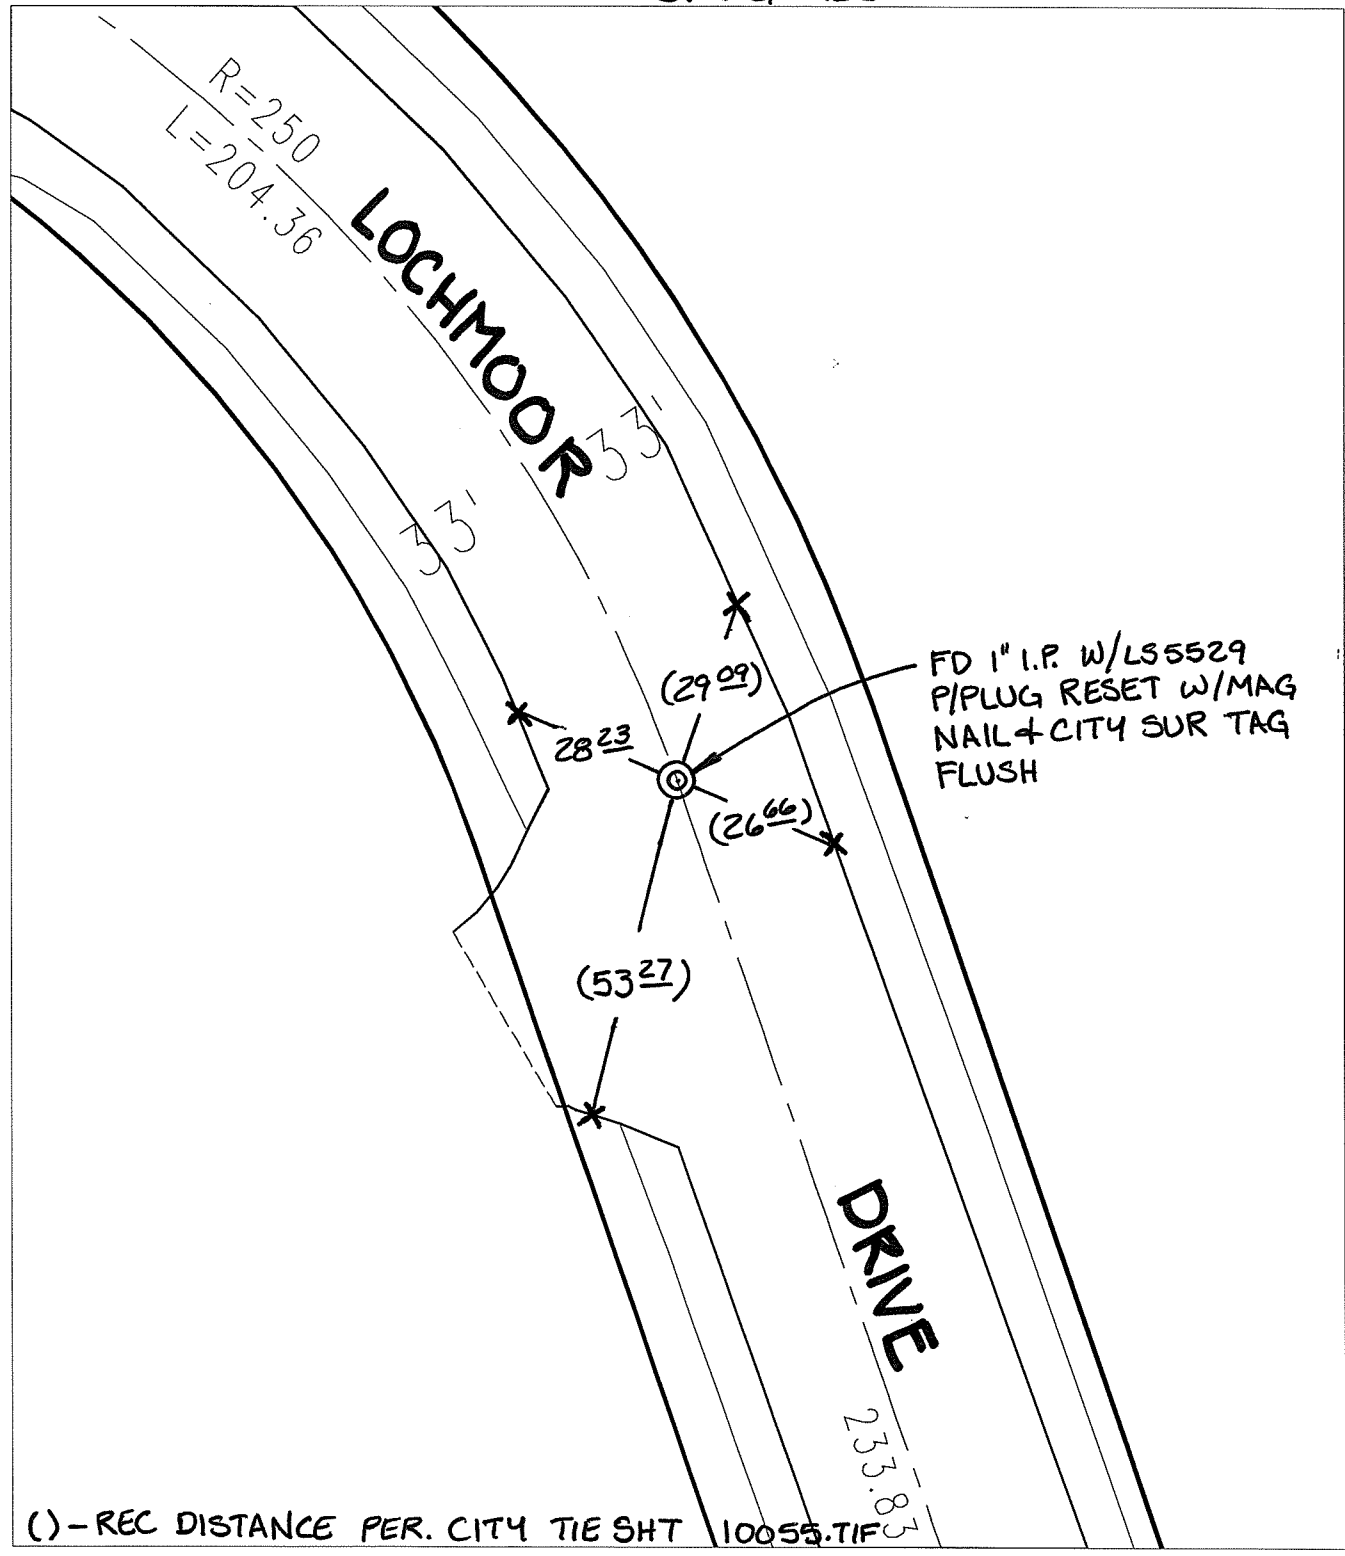 R=250
L=204.36
LOCHMOOR
33'
33'
(29 09)
28 23
FD 1" I.P. W/LS5529
P/PLUG RESET W/MAG
NAIL & CITY SUR TAG
FLUSH
(26 66)
(53 27)
DRIVE
233.83
()-REC DISTANCE PER. CITY TIE SHT 10055.TIF